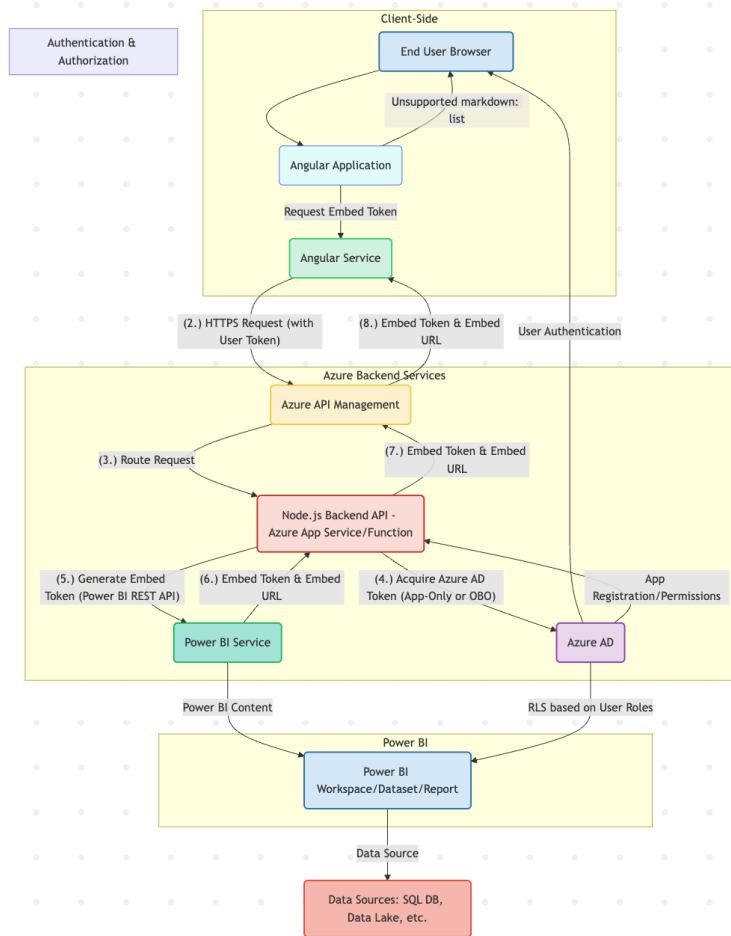 Client-Side
Authentication &
Authorization
End User Browser
Unsupported markdown:
list
Angular Application
Request Embed Token
Angular Service
(2.) HTTPS Request (with
User Token)
(8.) Embed Token & Embed
URL
User Authentication
Azure Backend Services
Azure API Management
(3.) Route Request
(7.) Embed Token & Embed
URL
Node.js Backend API -
Azure App Service/Function
(5.) Generate Embed
Token (Power BI REST API)
(6.) Embed Token & Embed
URL
(4.) Acquire Azure AD
Token (App-Only or OBO)
App
Registration/Permissions
Power BI Service
Azure AD
Power BI Content
RLS based on User Roles
Power BI
Power BI
Workspace/Dataset/Report
Data Source
Data Sources: SQL DB,
Data Lake, etc.